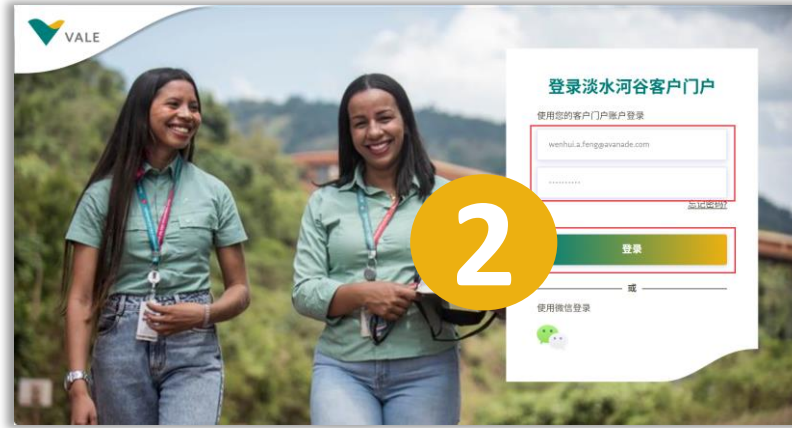 VALE
登录淡水河谷客户门户
使用您的客户门户账户登录
wenhui.a.feng@avanade.com
··········
忘记密码?
2
登录
或
使用微信登录